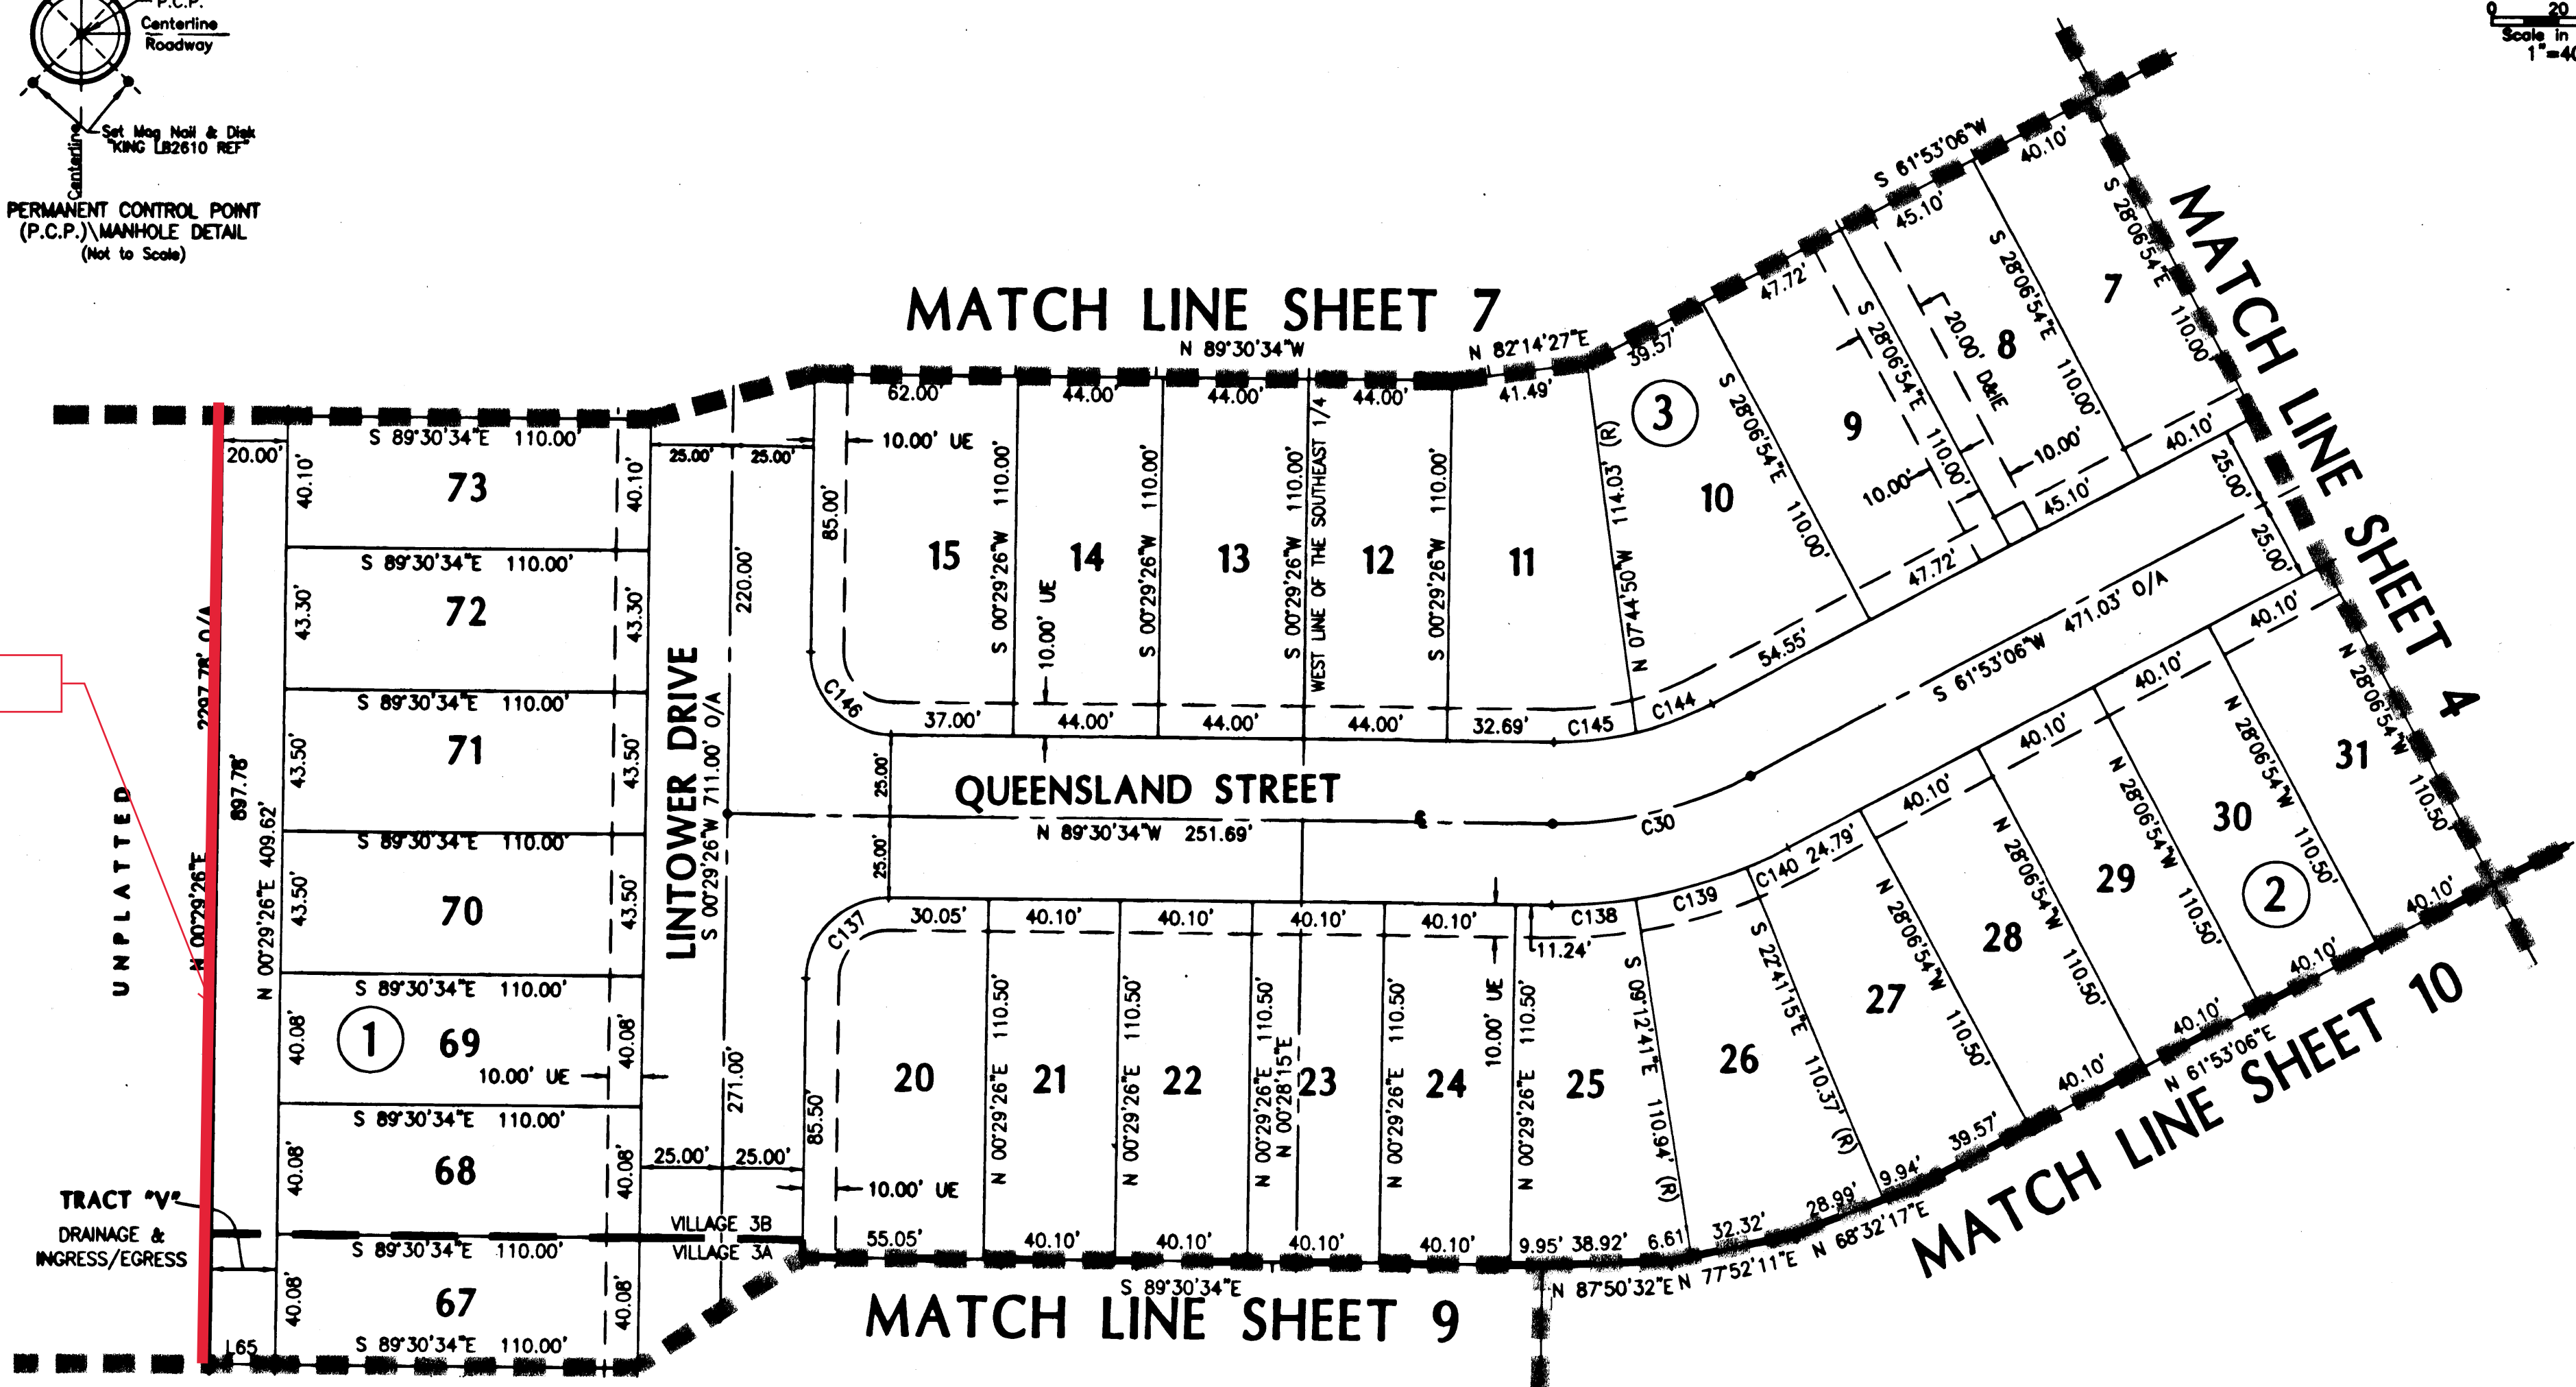 P.C.P.
Centerline
Roadway
Set Mag Nail & Disk
"KING LB2610 REF"
Centerline
PERMANENT CONTROL POINT
(P.C.P.)\MANHOLE DETAIL
(Not to Scale)
0 20
Scale in
1"=40
MATCH LINE SHEET 7
N 89°30'34"W
N 82°14'27"E
S 61°53'06"W
62.00'
44.00'
44.00'
44.00'
41.49'
39.57'
47.72'
45.10'
40.10'
MATCH LINE SHEET 4
S 28°06'54"E 110.00'
7
S 28°06'54"E 110.00'
8
20.00' D&IE
S 28°06'54"E 110.00'
9
10.00'
10.00'
S 28°06'54"E 110.00'
10
3
N 07°44'50"W 114.03' (R)
11
S 00°29'26"W 110.00'
12
WEST LINE OF THE SOUTHEAST 1/4
S 00°29'26"W 110.00'
13
S 00°29'26"W 110.00'
14
S 00°29'26"W 110.00'
15
10.00' UE
10.00' UE
85.00'
C146
37.00'
44.00'
44.00'
44.00'
32.69'
C145
C144
54.55'
47.72'
45.10'
40.10'
25.00'
25.00'
20.00'
S 89°30'34"E 110.00'
40.10'
73
40.10'
S 89°30'34"E 110.00'
43.30'
72
43.30'
S 89°30'34"E 110.00'
43.50'
71
43.50'
S 89°30'34"E 110.00'
43.50'
70
43.50'
S 89°30'34"E 110.00'
40.08'
1
69
40.08'
10.00' UE
S 89°30'34"E 110.00'
40.08'
68
40.08'
S 89°30'34"E 110.00'
40.08'
67
40.08'
S 89°30'34"E 110.00'
L65
UNPLATTED
N 00°29'26"E 2297.78' O/A
897.78'
N 00°29'26"E 409.62'
TRACT "V"
DRAINAGE &
INGRESS/EGRESS
25.00' 25.00'
220.00'
LINTOWER DRIVE
S 00°29'26"W 711.00' O/A
271.00'
25.00' 25.00'
VILLAGE 3B
VILLAGE 3A
25.00'
25.00'
QUEENSLAND STREET
N 89°30'34"W 251.69'
C30
S 61°53'06"W 471.03' O/A
C137
30.05'
40.10'
40.10'
40.10'
40.10'
C138
11.24'
C139
C140
24.79'
40.10'
40.10'
40.10'
40.10'
85.50'
10.00' UE
20
N 00°29'26"E 110.50'
21
N 00°29'26"E 110.50'
22
N 00°29'26"E 110.50'
N 00°28'15"E
23
N 00°29'26"E 110.50'
24
10.00' UE
N 00°29'26"E 110.50'
25
S 09°12'41"E 110.94' (R)
26
S 22°41'15"E 110.37' (R)
27
N 28°06'54"W 110.50'
28
N 28°06'54"W 110.50'
29
N 28°06'54"W 110.50'
30
2
N 28°06'54"W 110.50'
31
N 28°06'54"W 110.50'
55.05'
40.10'
40.10'
40.10'
40.10'
9.95' 38.92'
6.61'
32.32'
28.99'
9.94'
39.57'
40.10'
40.10'
40.10'
40.10'
S 89°30'34"E
N 87°50'32"E
N 77°52'11"E
N 68°32'17"E
N 61°53'06"E
MATCH LINE SHEET 9
MATCH LINE SHEET 10